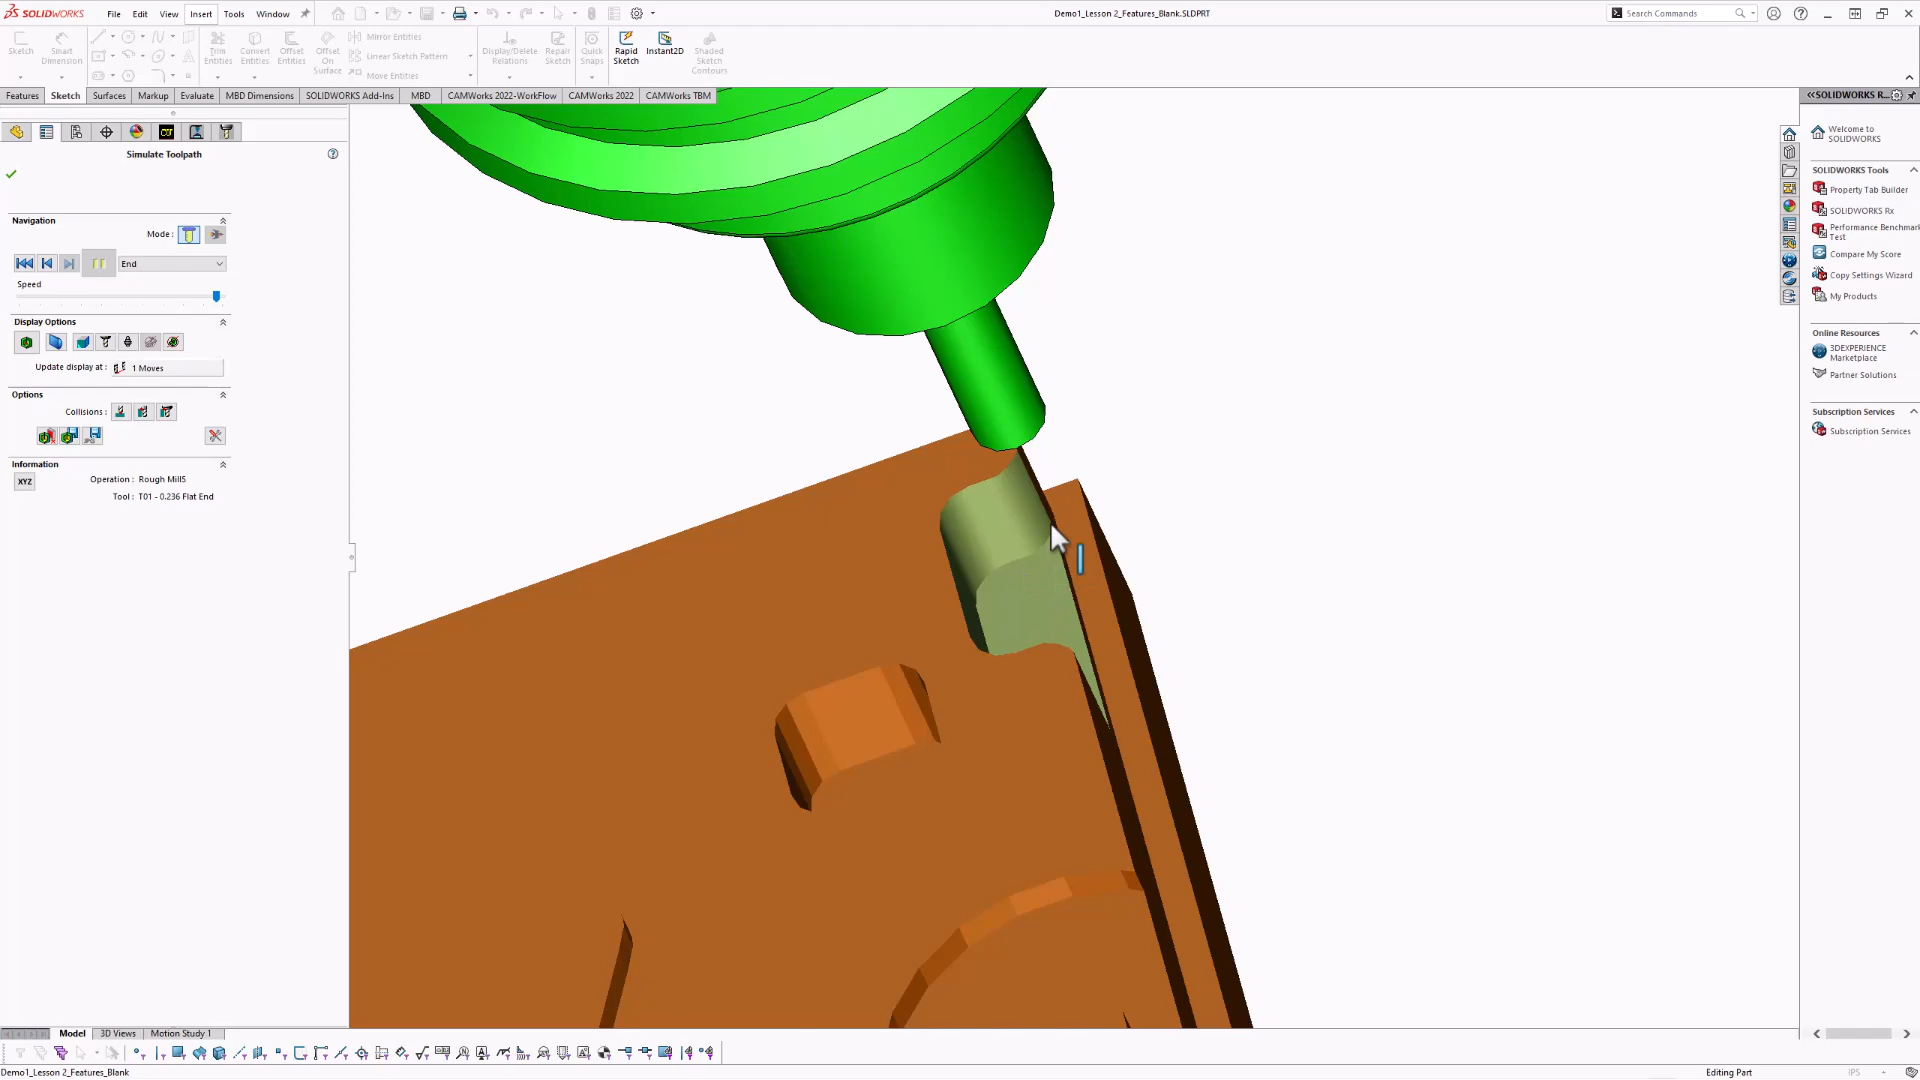 SOLIDWORKS File Edit View Insert Tools Window
Demo1_Lesson 2_Features_Blank.SLDPRT
Search Commands
Sketch
Smart Dimension
Trim Entities
Convert Entities
Offset Entities
Offset On Surface
Mirror Entities
Linear Sketch Pattern
Move Entities
Display/Delete Relations
Repair Sketch
Quick Snaps
Rapid Sketch
Instant2D
Shaded Sketch Contours
Features Sketch Surfaces Markup Evaluate MBD Dimensions SOLIDWORKS Add-Ins MBD CAMWorks 2022-WorkFlow CAMWorks 2022 CAMWorks TBM
Simulate Toolpath
Navigation
Mode :
End
Speed
Display Options
Update display at : 1 Moves
Options
Collisions :
Information
XYZ
Operation : Rough Mill5
Tool : T01 - 0.236 Flat End
SOLIDWORKS R...
Welcome to SOLIDWORKS
SOLIDWORKS Tools
Property Tab Builder
SOLIDWORKS Rx
Performance Benchmark Test
Compare My Score
Copy Settings Wizard
My Products
Online Resources
3DEXPERIENCE Marketplace
Partner Solutions
Subscription Services
Subscription Services
Model 3D Views Motion Study 1
Demo1_Lesson 2_Features_Blank
Editing Part
IPS